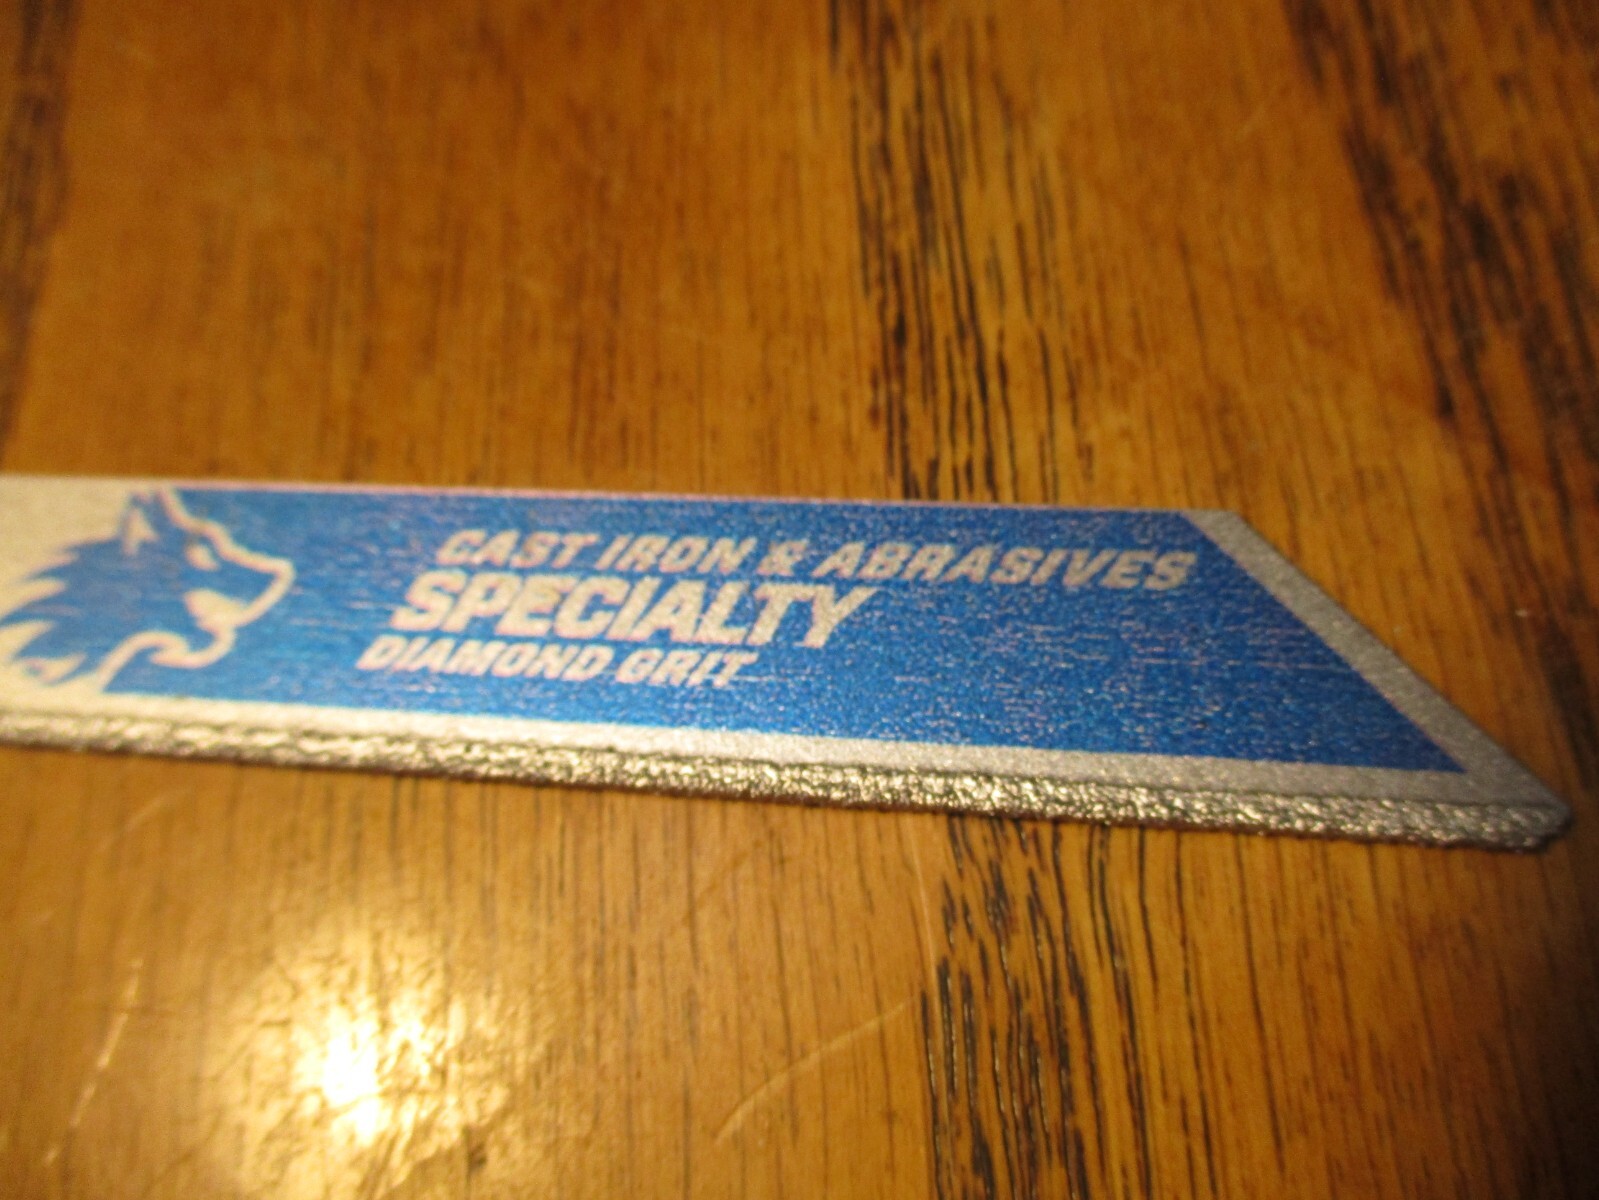 CAST IRON & ABRASIVES
SPECIALTY
DIAMOND GRIT